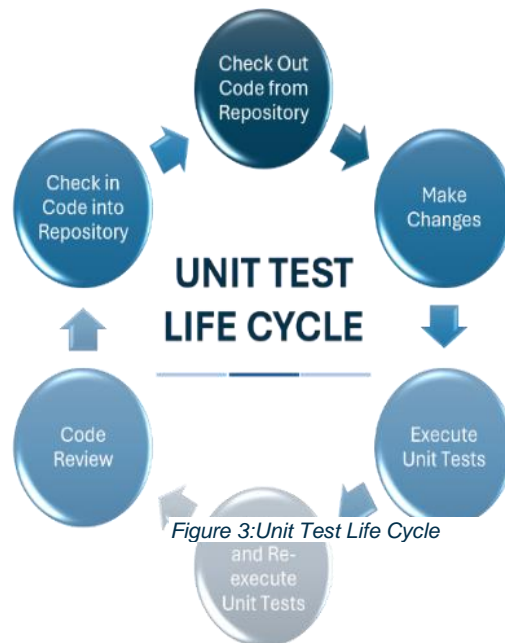 Check Out
Code from
Repository
Make
Changes
Execute
Unit Tests
and Re-
execute
Unit Tests
Code
Review
Check in
Code into
Repository
UNIT TEST
LIFE CYCLE
Figure 3:Unit Test Life Cycle